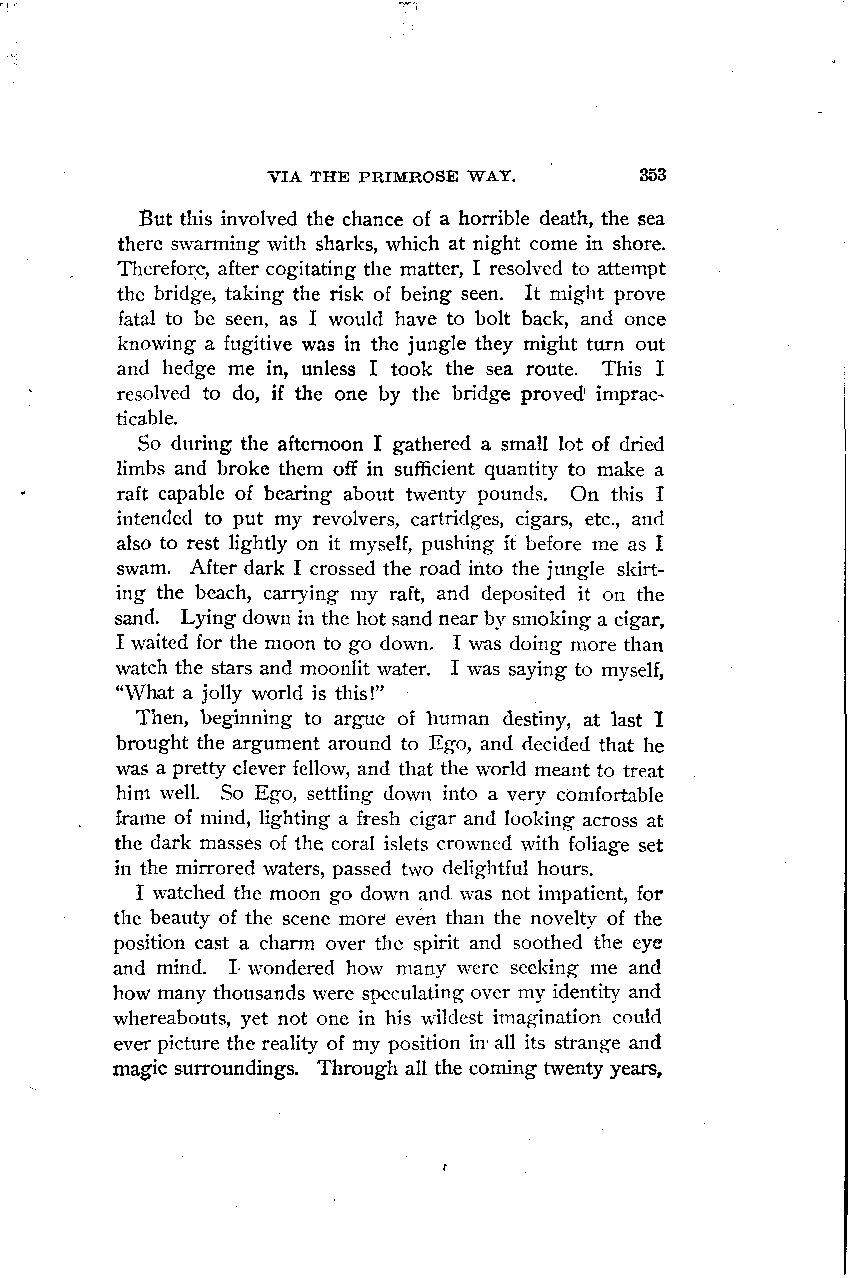 VIA THE PRIMROSE WAY. 353
But this involved the chance of a horrible death, the sea
there swarming with sharks, which at night come in shore.
Therefore, after cogitating the matter, I resolved to attempt
the bridge, taking the risk of being seen. It might prove
fatal to be seen, as I would have to bolt back, and once
knowing a fugitive was in the jungle they might turn out
and hedge me in, unless I took the sea route. This I
resolved to do, if the one by the bridge proved imprac-
ticable.
So during the afternoon I gathered a small lot of dried
limbs and broke them off in sufficient quantity to make a
raft capable of bearing about twenty pounds. On this I
intended to put my revolvers, cartridges, cigars, etc., and
also to rest lightly on it myself, pushing it before me as I
swam. After dark I crossed the road into the jungle skirt-
ing the beach, carrying my raft, and deposited it on the
sand. Lying down in the hot sand near by smoking a cigar,
I waited for the moon to go down. I was doing more than
watch the stars and moonlit water. I was saying to myself,
“What a jolly world is this!”
Then, beginning to argue of human destiny, at last I
brought the argument around to Ego, and decided that he
was a pretty clever fellow, and that the world meant to treat
him well. So Ego, settling down into a very comfortable
frame of mind, lighting a fresh cigar and looking across at
the dark masses of the coral islets crowned with foliage set
in the mirrored waters, passed two delightful hours.
I watched the moon go down and was not impatient, for
the beauty of the scene more even than the novelty of the
position cast a charm over the spirit and soothed the eye
and mind. I wondered how many were seeking me and
how many thousands were speculating over my identity and
whereabouts, yet not one in his wildest imagination could
ever picture the reality of my position in all its strange and
magic surroundings. Through all the coming twenty years,